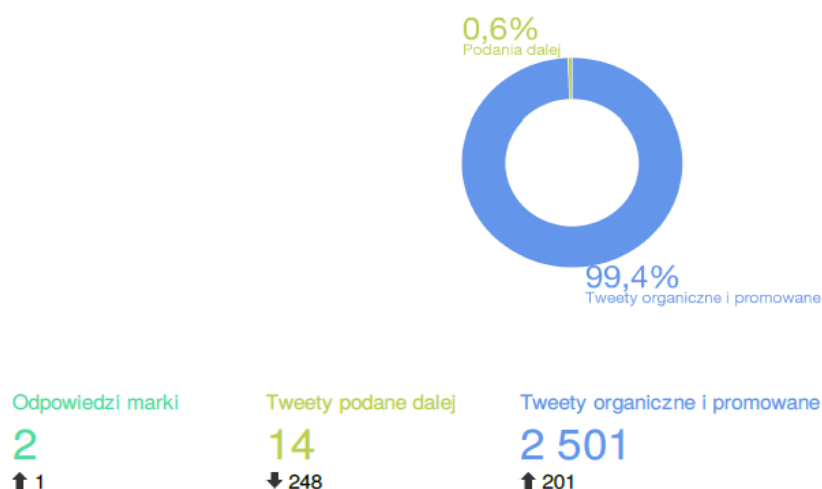 0,6%
Podania dalej
99,4%
Tweety organiczne i promowane
Odpowiedzi marki
2
1
Tweety podane dalej
14
248
Tweety organiczne i promowane
2 501
201